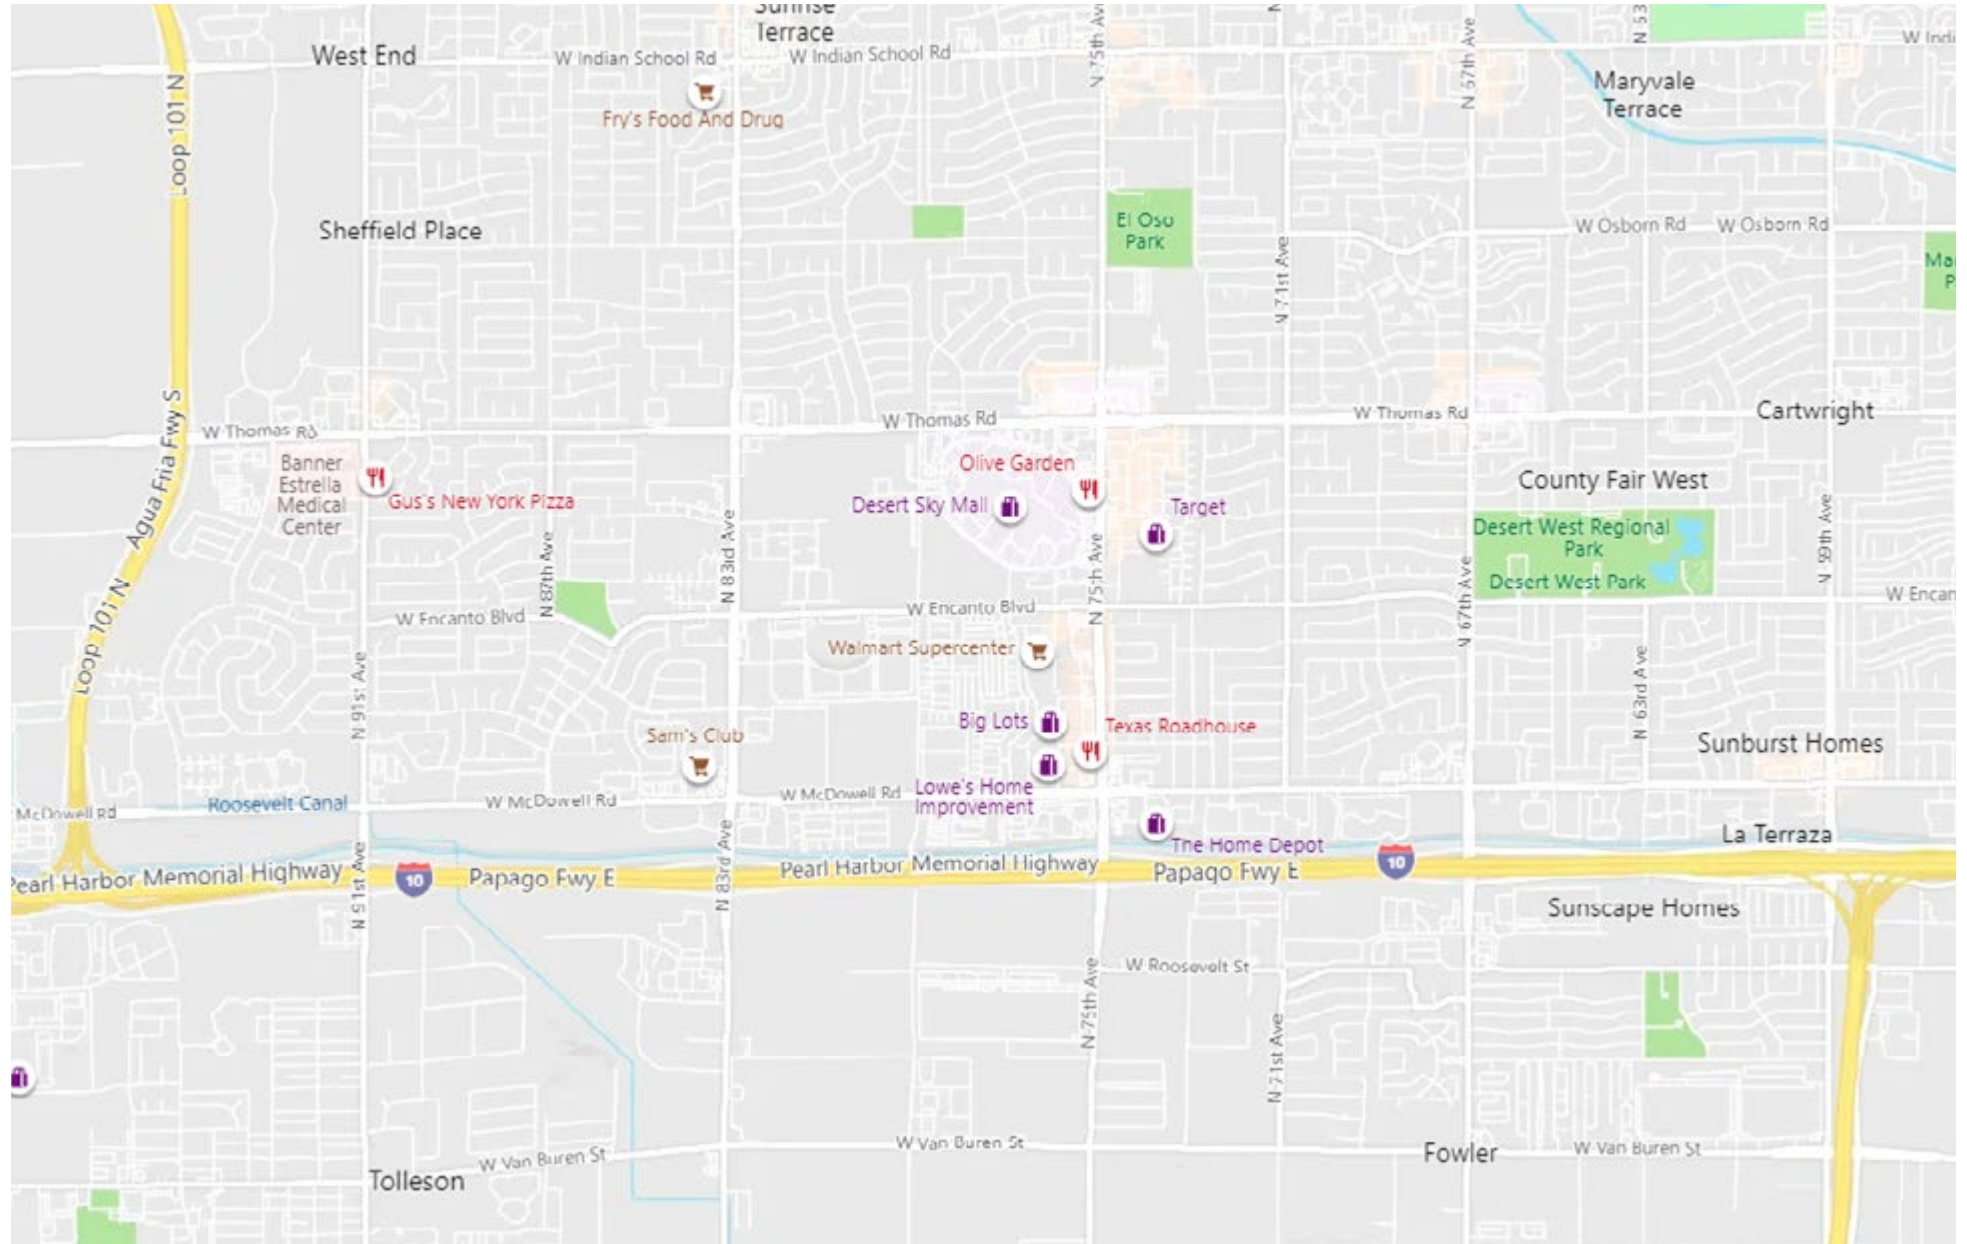 Sunrise
Terrace
West End
W Indian School Rd
W Indian School Rd
N 75th Av
N 67th Ave
N 53
W Indi
Maryvale
Terrace
Loop 101 N
Fry's Food And Drug
El Oso
Park
Sheffield Place
W Osborn Rd
W Osborn Rd
N 71st Ave
Ma
P
Agua Fria Fwy S
W Thomas Rd
W Thomas Rd
W Thomas Rd
Cartwright
Banner
Estrella
Medical
Center
Gus's New York Pizza
Olive Garden
Desert Sky Mall
Target
County Fair West
Desert West Regional
Park
Desert West Park
N 59th Ave
N 87th Ave
N 83rd Ave
N 75th Ave
N 67th Ave
Loop 101 N
W Encanto Blvd
W Encanto Blvd
W Encan
Walmart Supercenter
N 91st Ave
N 63rd Ave
Big Lots
Texas Roadhouse
Sam's Club
Sunburst Homes
Lowe's Home
Improvement
McDowell Rd
Roosevelt Canal
W McDowell Rd
W McDowell Rd
The Home Depot
La Terraza
Pearl Harbor Memorial Highway
10
Papago Fwy E
Pearl Harbor Memorial Highway
Papago Fwy E
10
N 91st Ave
N 83rd Ave
Sunscape Homes
W Roosevelt St
N 75th Ave
N 71st Ave
W Van Buren St
W Van Buren St
Fowler
W Van Buren St
Tolleson